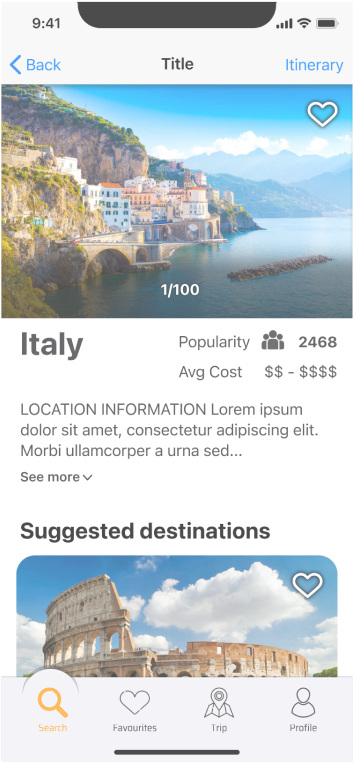 9:41
Back Title Itinerary
1/100
Italy
Popularity 2468
Avg Cost $$ - $$$$
LOCATION INFORMATION Lorem ipsum
dolor sit amet, consectetur adipiscing elit.
Morbi ullamcorper a urna sed...
See more
Suggested destinations
Search Favourites Trip Profile